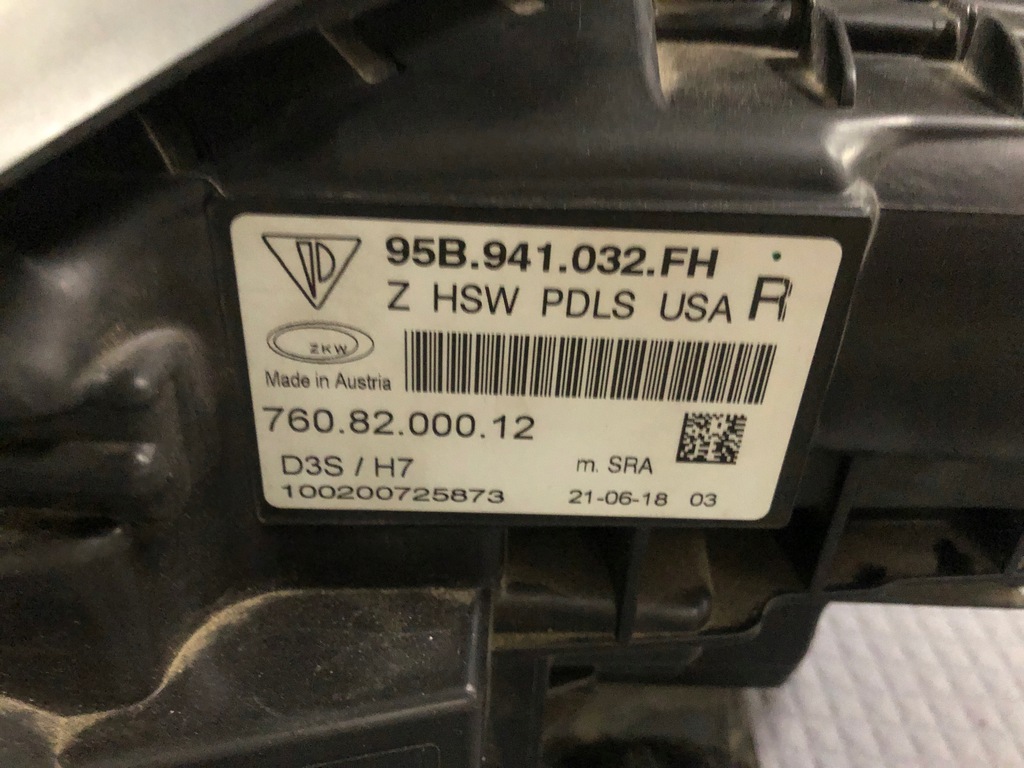 95B.941.032.FH
Z HSW PDLS USA R
ZKW
Made in Austria
760.82.000.12
D3S / H7
m. SRA
100200725873
21-06-18 03